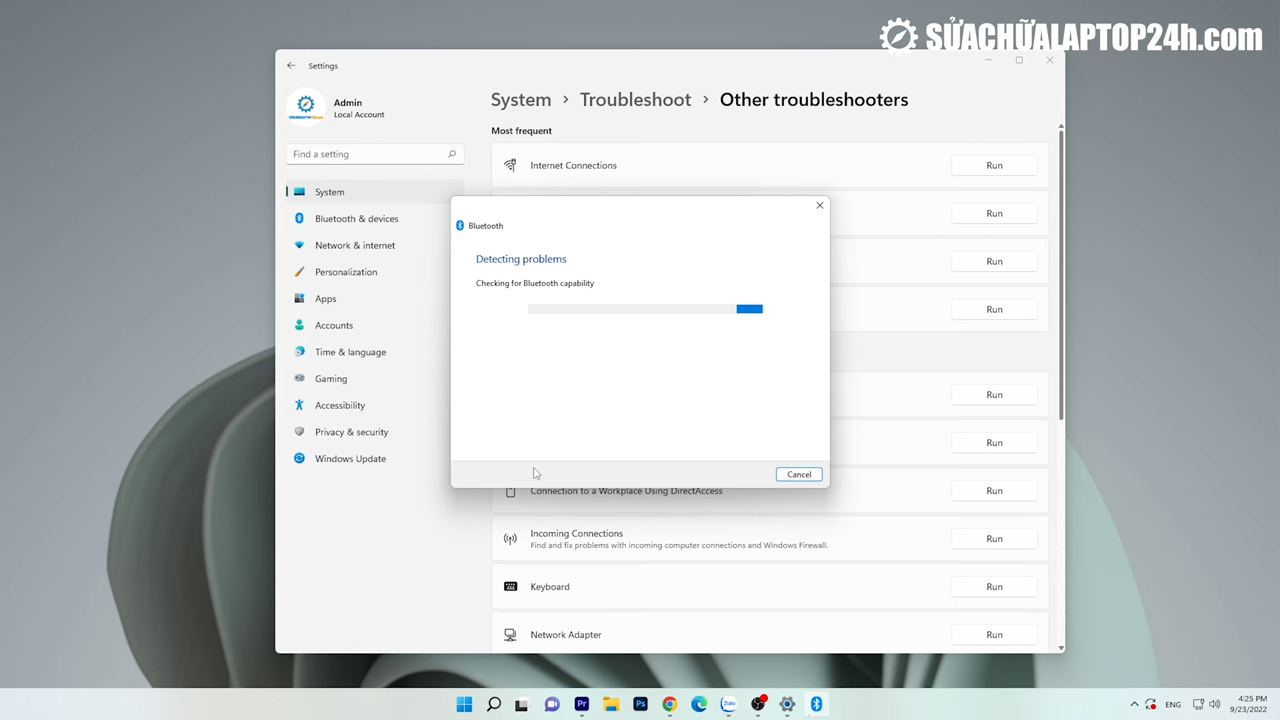 SỬACHỮALAPTOP24h.com
Settings
Admin
Local Account
Find a setting
System
Bluetooth & devices
Network & internet
Personalization
Apps
Accounts
Time & language
Gaming
Accessibility
Privacy & security
Windows Update
System > Troubleshoot > Other troubleshooters
Most frequent
Internet Connections
Run
Run
Run
Run
Bluetooth
Detecting problems
Checking for Bluetooth capability
Cancel
Run
Run
Connection to a Workplace Using DirectAccess
Run
Incoming Connections
Find and fix problems with incoming computer connections and Windows Firewall.
Run
Keyboard
Run
Network Adapter
Run
Pr
Ps
Zalo
ENG
4:25 PM
9/23/2022